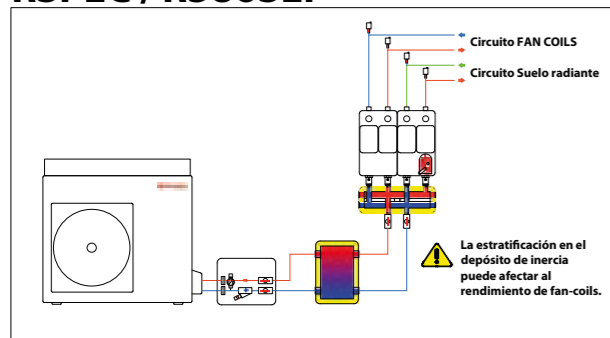 Circuito FAN COILS
Circuito Suelo radiante
La estratificación en el
depósito de inercia
puede afectar al
rendimiento de fan-coils.